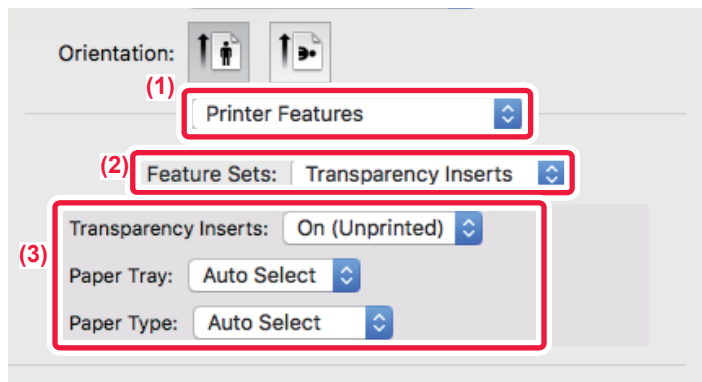 Orientation:
(1)
Printer Features
(2) Feature Sets: Transparency Inserts
Transparency Inserts: On (Unprinted)
(3)
Paper Tray: Auto Select
Paper Type: Auto Select